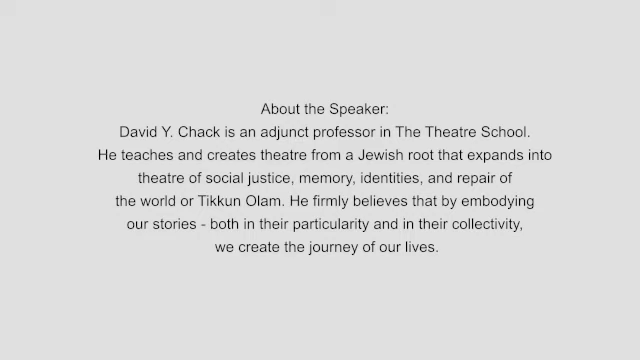 About the Speaker:
David Y. Chack is an adjunct professor in The Theatre School.
He teaches and creates theatre from a Jewish root that expands into
theatre of social justice, memory, identities, and repair of
the world or Tikkun Olam. He firmly believes that by embodying
our stories - both in their particularity and in their collectivity,
we create the journey of our lives.